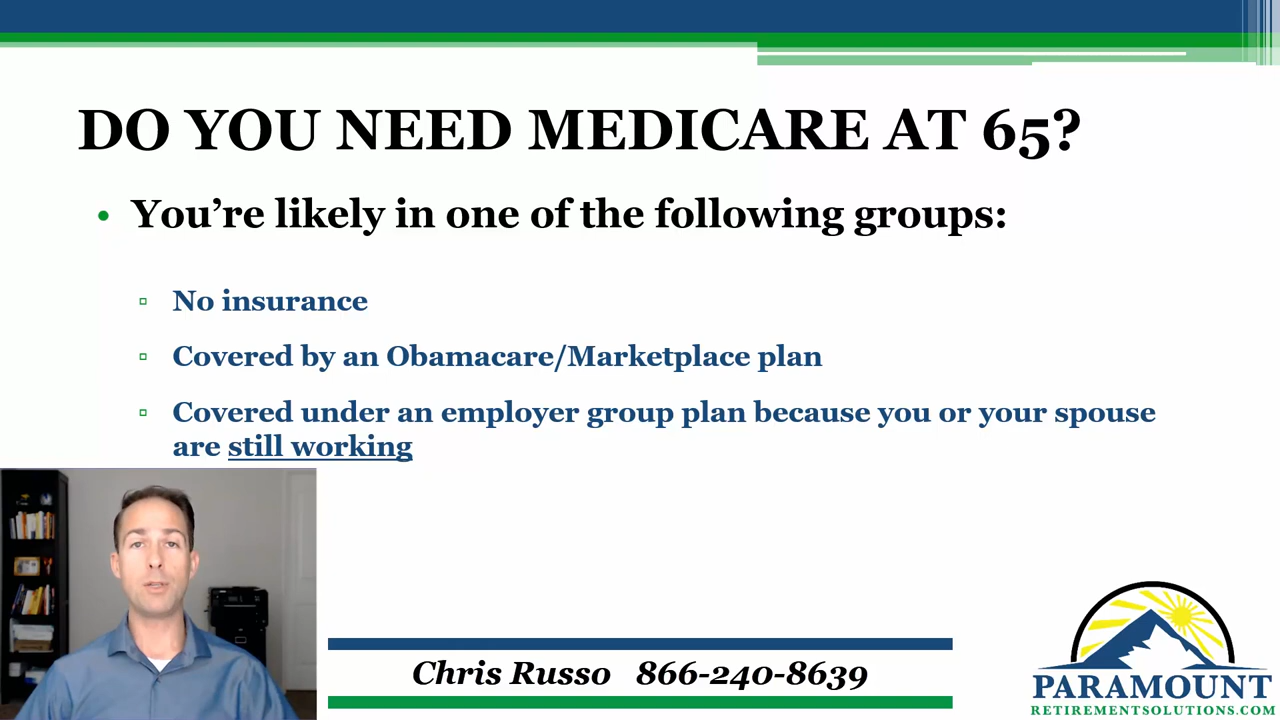 DO YOU NEED MEDICARE AT 65?
• You’re likely in one of the following groups:
▫ No insurance
▫ Covered by an Obamacare/Marketplace plan
▫ Covered under an employer group plan because you or your spouse
are still working
Chris Russo 866-240-8639
PARAMOUNT
RETIREMENTSOLUTIONS.COM